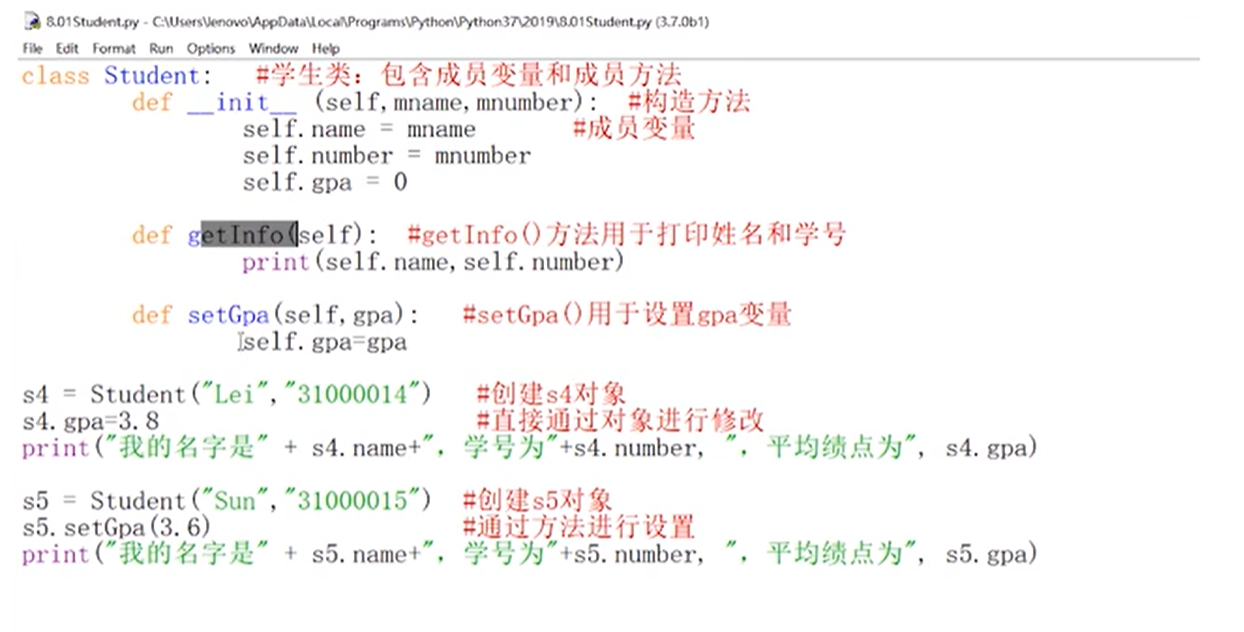 8.01Student.py - C:\Users\lenovo\AppData\Local\Programs\Python\Python37\2019\8.01Student.py (3.7.0b1)
File Edit Format Run Options Window Help
class Student:   #学生类：包含成员变量和成员方法
        def __init__ (self,mname,mnumber):  #构造方法
                self.name = mname       #成员变量
                self.number = mnumber
                self.gpa = 0
        def getInfo(self):  #getInfo()方法用于打印姓名和学号
                print(self.name,self.number)
        def setGpa(self,gpa):   #setGpa()用于设置gpa变量
                self.gpa=gpa
s4 = Student("Lei","31000014")   #创建s4对象
s4.gpa=3.8                       #直接通过对象进行修改
print("我的名字是" + s4.name+", 学号为"+s4.number, ", 平均绩点为", s4.gpa)
s5 = Student("Sun","31000015")  #创建s5对象
s5.setGpa(3.6)                  #通过方法进行设置
print("我的名字是" + s5.name+", 学号为"+s5.number, ", 平均绩点为", s5.gpa)